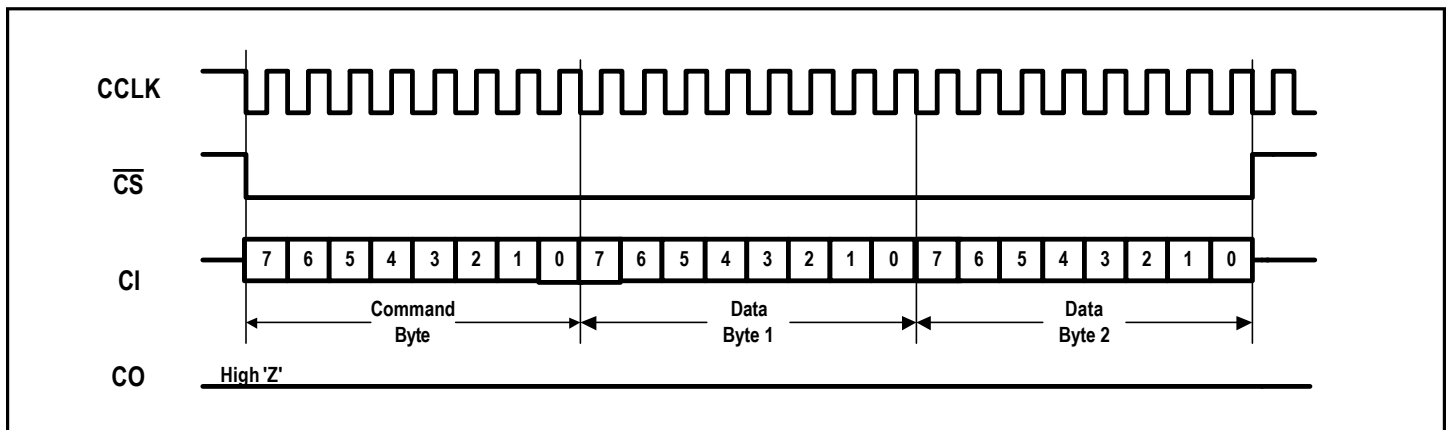 CCLK
C̅S̅
CI
7 6 5 4 3 2 1 0 7 6 5 4 3 2 1 0 7 6 5 4 3 2 1 0
Command Data Data
Byte Byte 1 Byte 2
CO High 'Z'